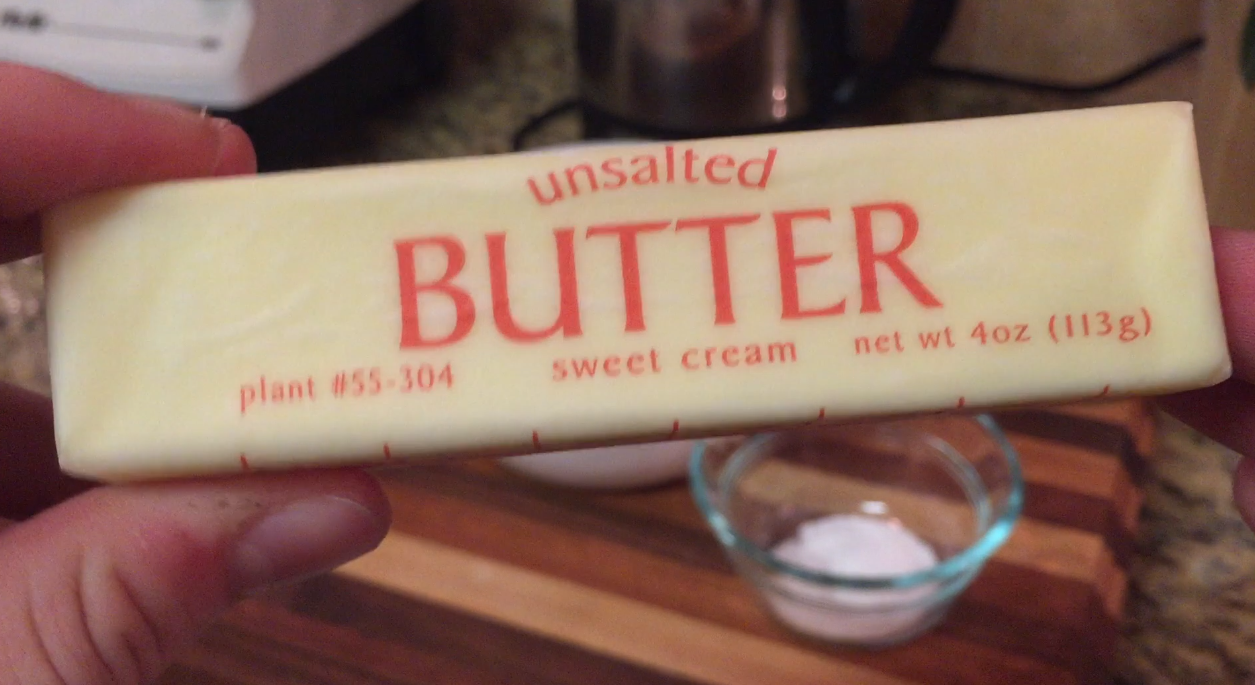 unsalted
BUTTER
plant #55-304 sweet cream net wt 4oz (113g)